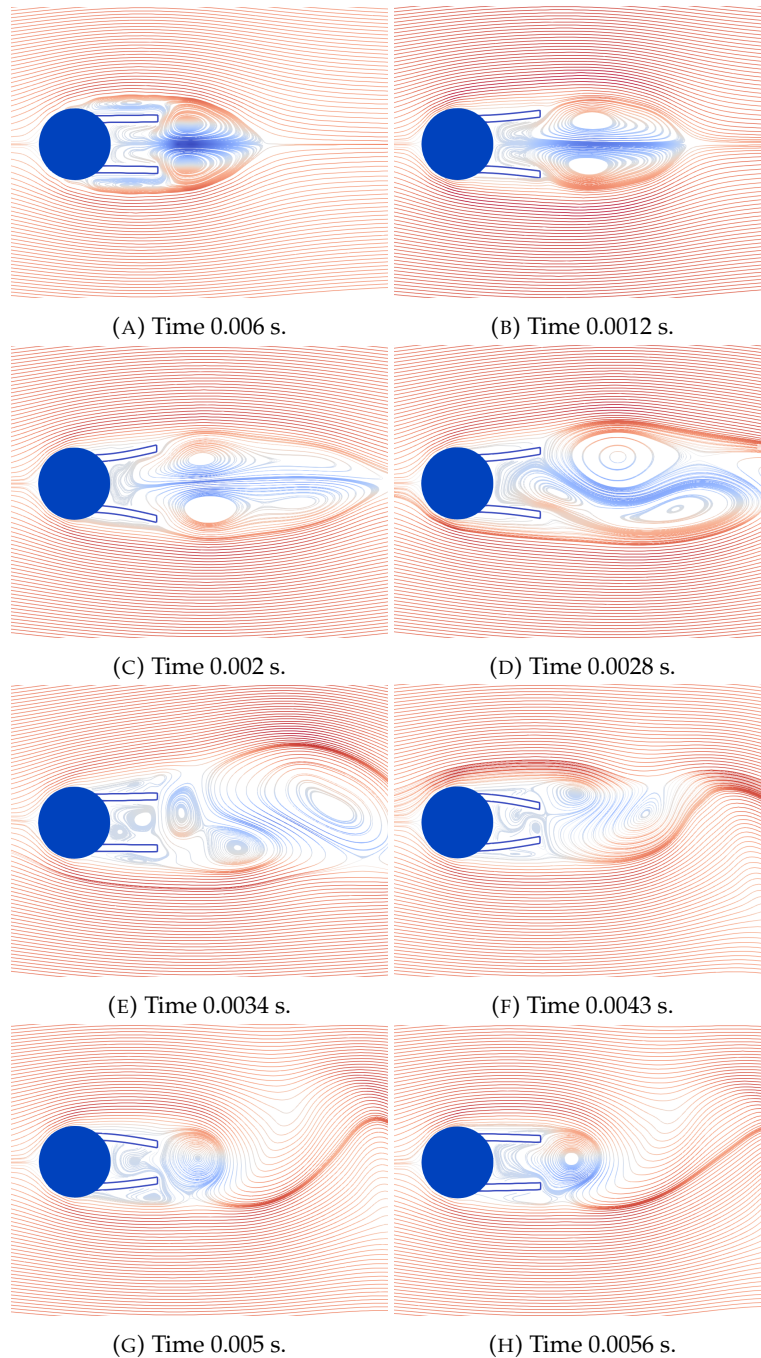 (A) Time 0.006 s.
(B) Time 0.0012 s.
(C) Time 0.002 s.
(D) Time 0.0028 s.
(E) Time 0.0034 s.
(F) Time 0.0043 s.
(G) Time 0.005 s.
(H) Time 0.0056 s.